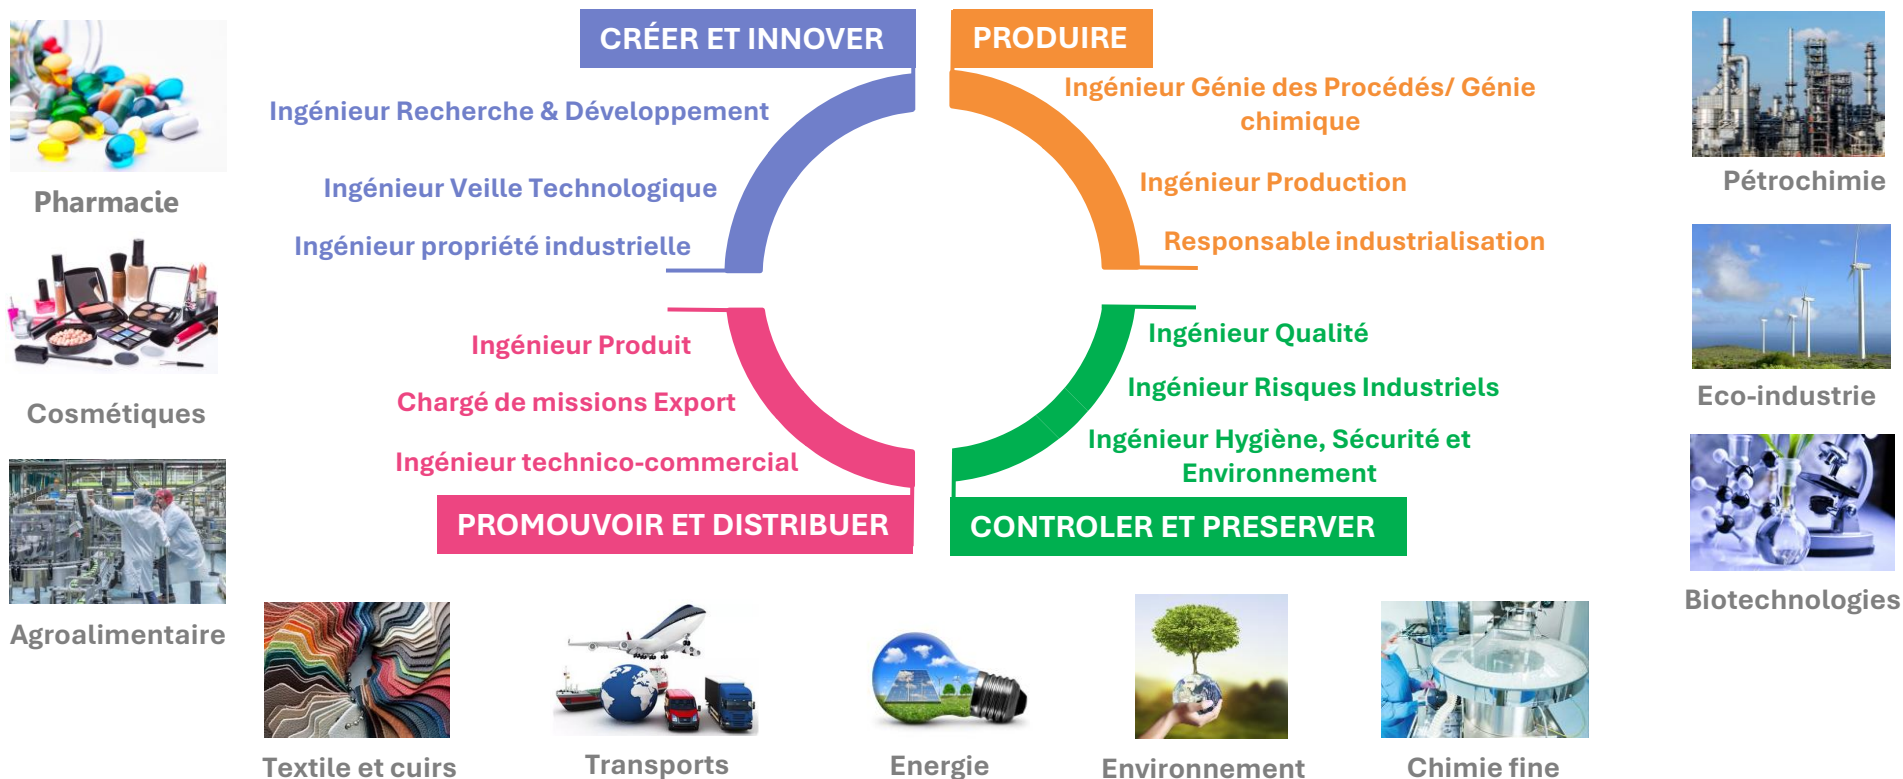 CRÉER ET INNOVER
PRODUIRE
Ingénieur Recherche & Développement
Ingénieur Veille Technologique
Ingénieur propriété industrielle
Ingénieur Génie des Procédés/ Génie
chimique
Ingénieur Production
Responsable industrialisation
Ingénieur Produit
Chargé de missions Export
Ingénieur technico-commercial
PROMOUVOIR ET DISTRIBUER
Ingénieur Qualité
Ingénieur Risques Industriels
Ingénieur Hygiène, Sécurité et
Environnement
CONTROLER ET PRESERVER
Pharmacie
Cosmétiques
Agroalimentaire
Pétrochimie
Eco-industrie
Biotechnologies
Textile et cuirs
Transports
Energie
Environnement
Chimie fine